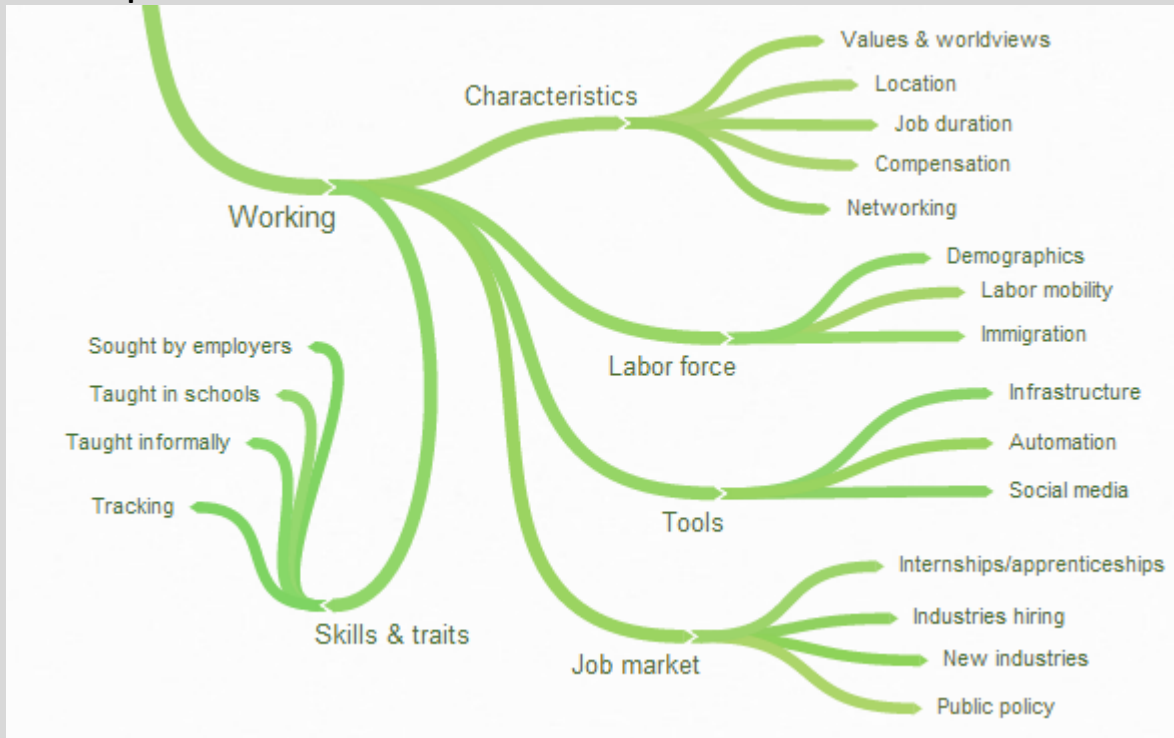 Values & worldviews
Location
Characteristics
Job duration
Compensation
Networking
Working
Demographics
Labor mobility
Immigration
Labor force
Sought by employers
Taught in schools
Taught informally
Tracking
Skills & traits
Infrastructure
Automation
Social media
Tools
Internships/apprenticeships
Industries hiring
New industries
Public policy
Job market